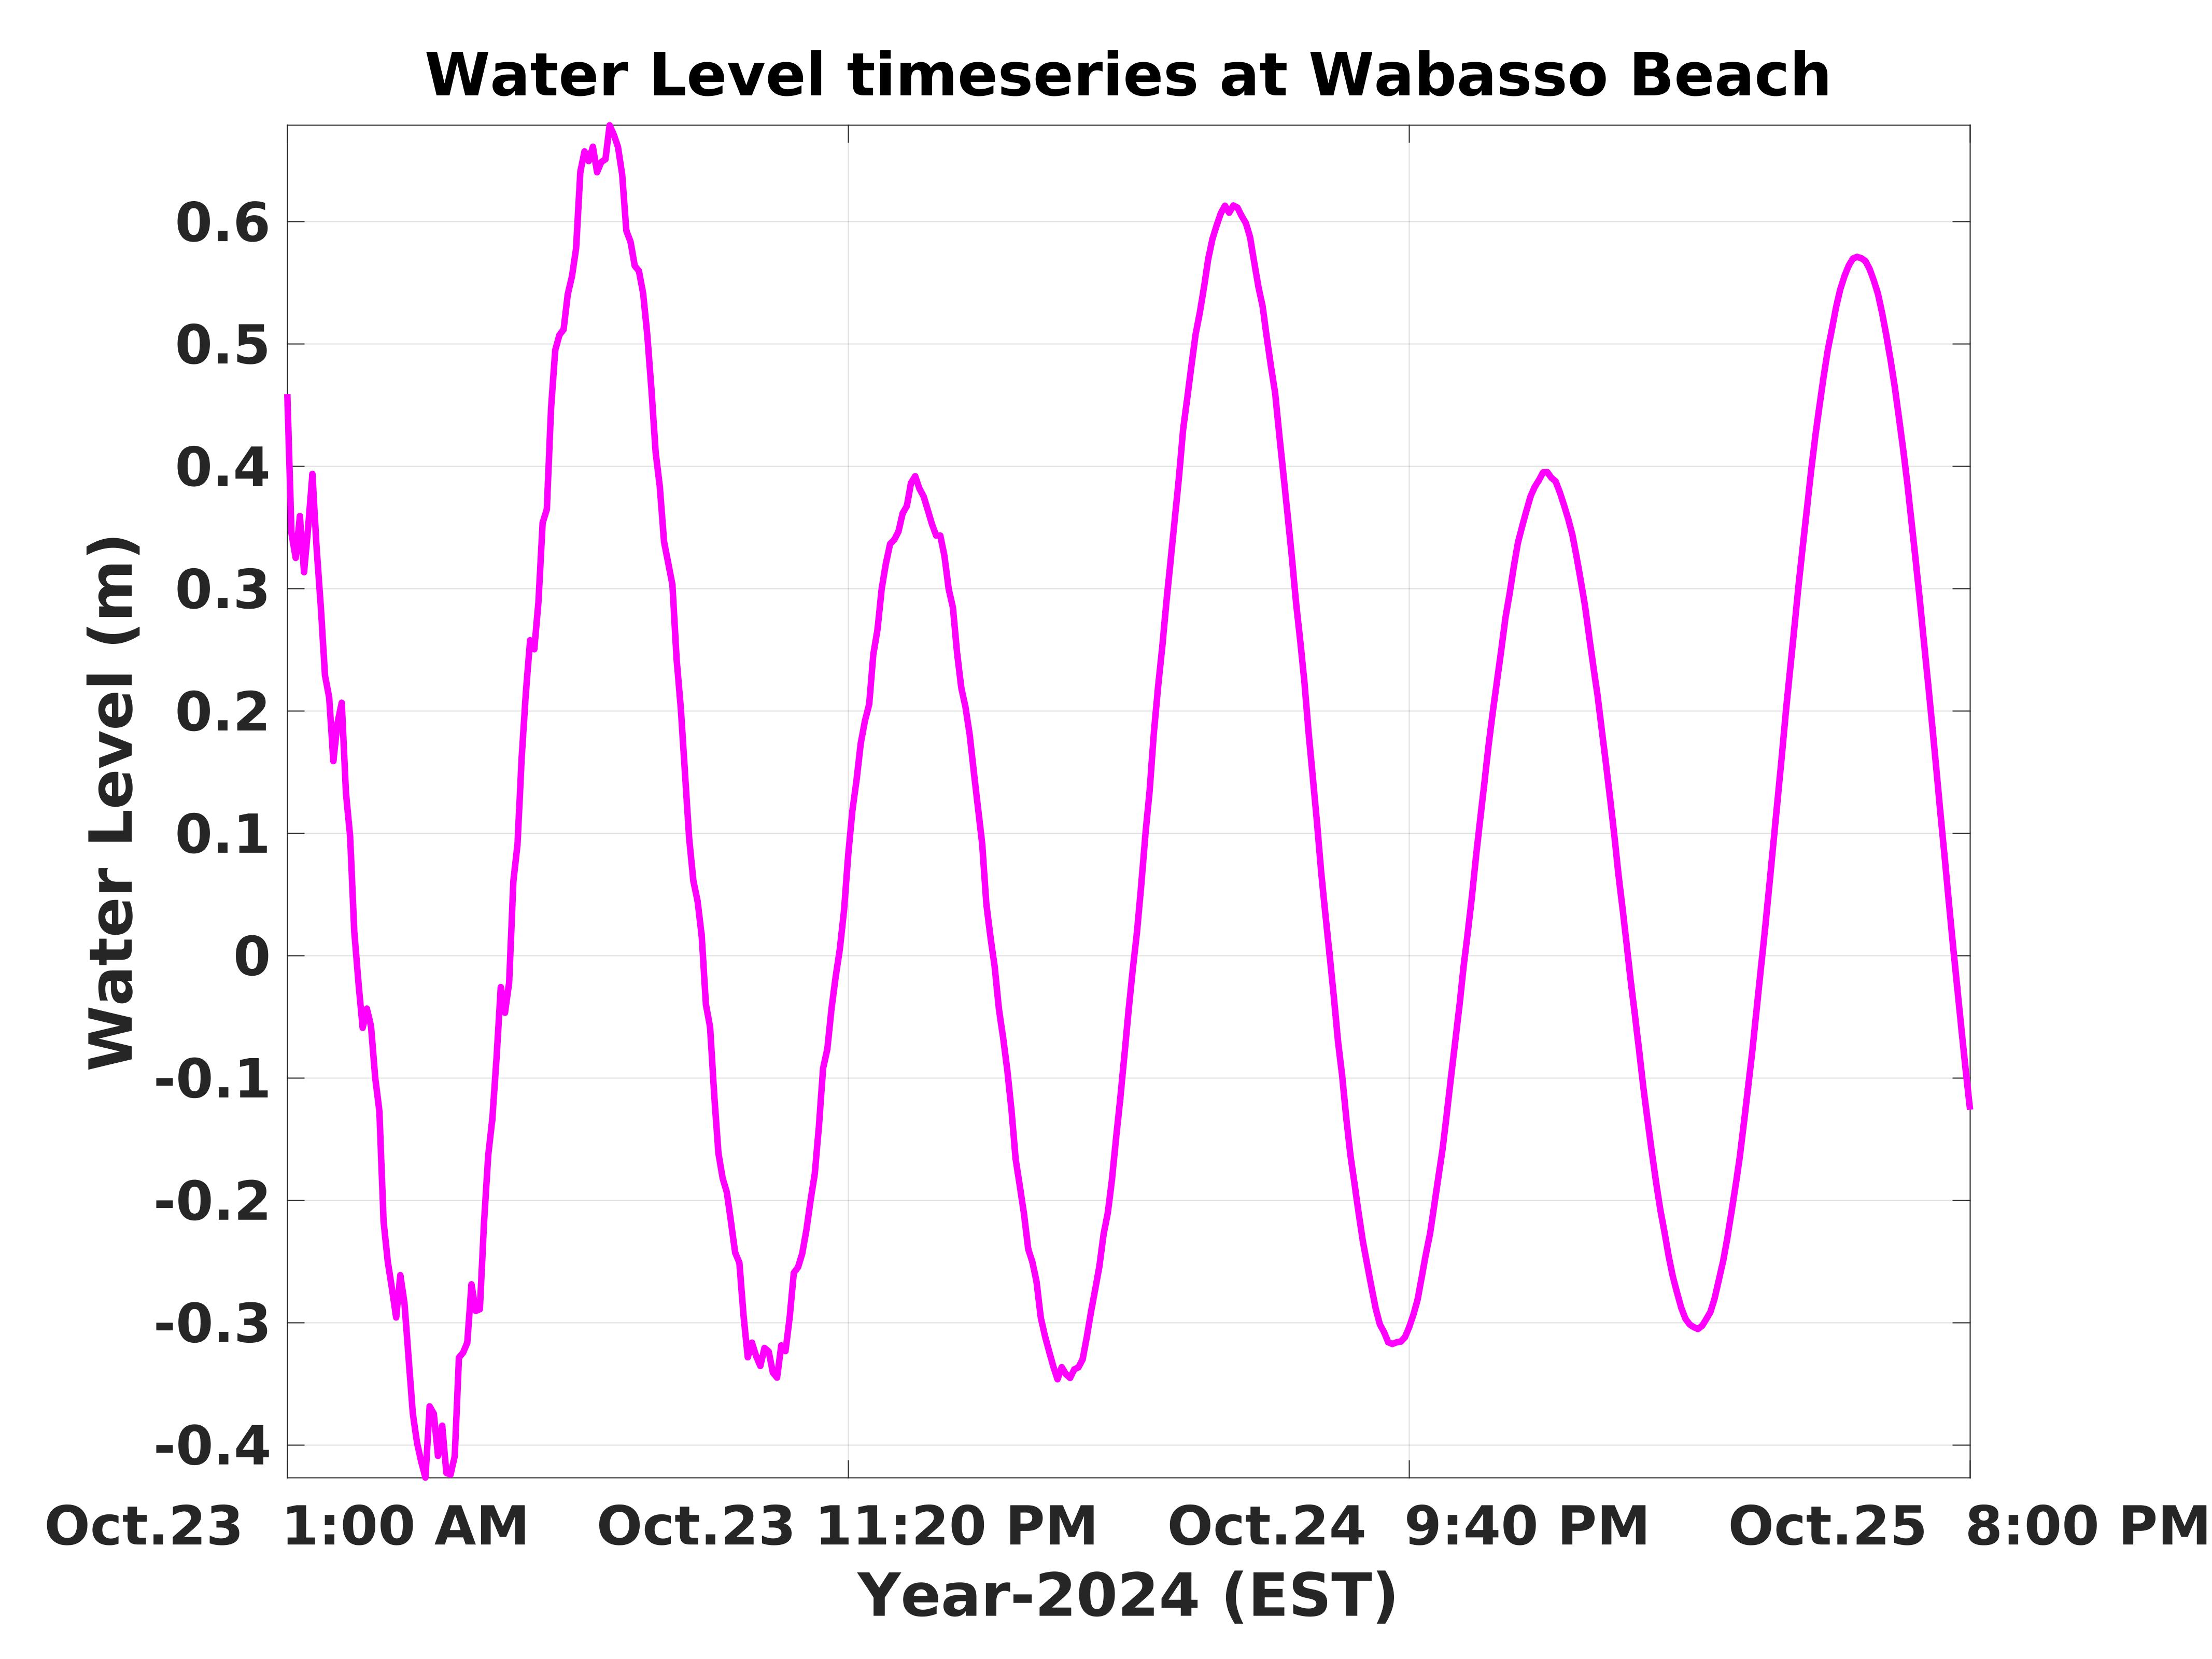 Water Level timeseries at Wabasso Beach
Water Level (m)
0.6
0.5
0.4
0.3
0.2
0.1
0
-0.1
-0.2
-0.3
-0.4
Oct.23 1:00 AM Oct.23 11:20 PM Oct.24 9:40 PM Oct.25 8:00 PM
Year-2024 (EST)